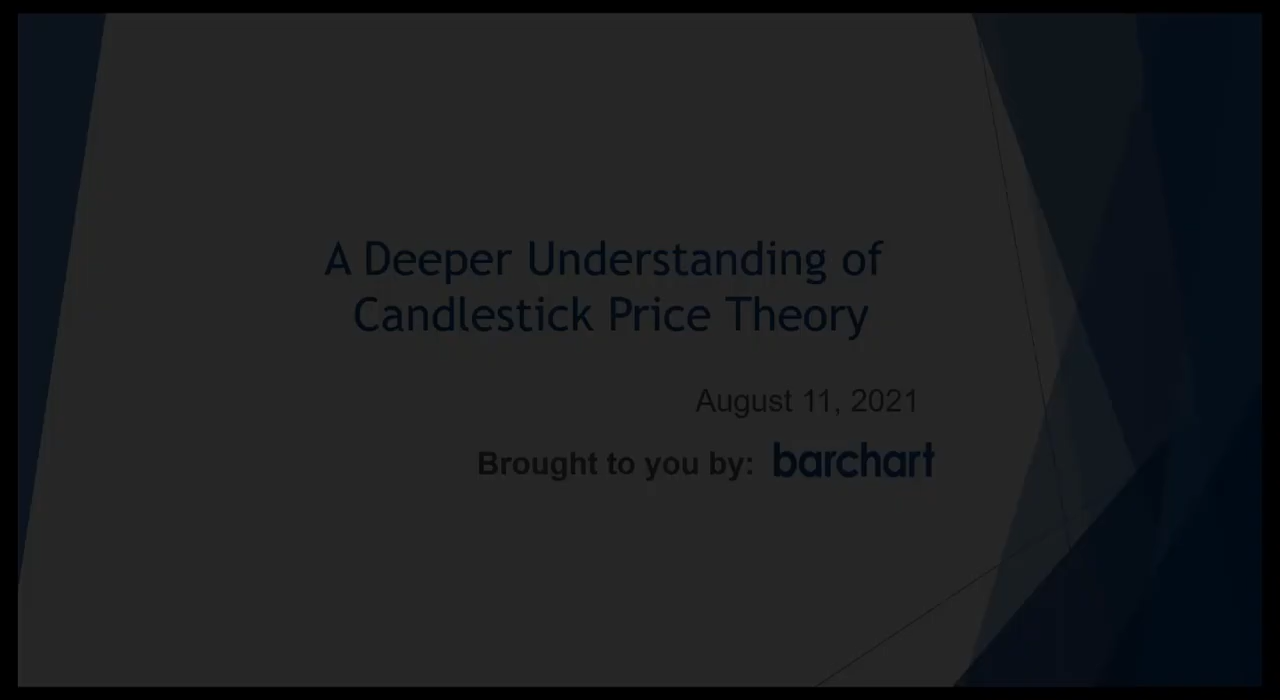 A Deeper Understanding of
Candlestick Price Theory
August 11, 2021
Brought to you by: barchart